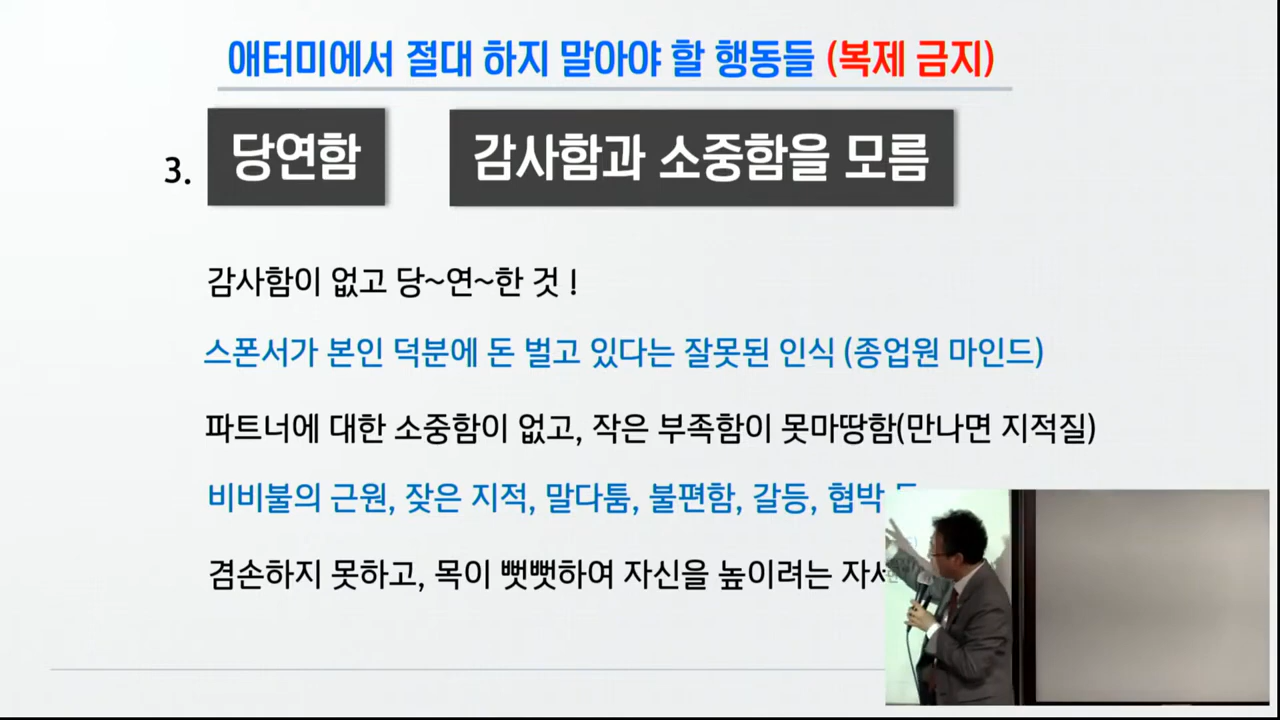 애터미에서 절대 하지 말아야 할 행동들 (복제 금지)
3. 당연함 감사함과 소중함을 모름
감사함이 없고 당~연~한 것 !
스폰서가 본인 덕분에 돈 벌고 있다는 잘못된 인식 (종업원 마인드)
파트너에 대한 소중함이 없고, 작은 부족함이 못마땅함(만나면 지적질)
비비불의 근원, 잦은 지적, 말다툼, 불편함, 갈등, 협박
겸손하지 못하고, 목이 뻣뻣하여 자신을 높이려는